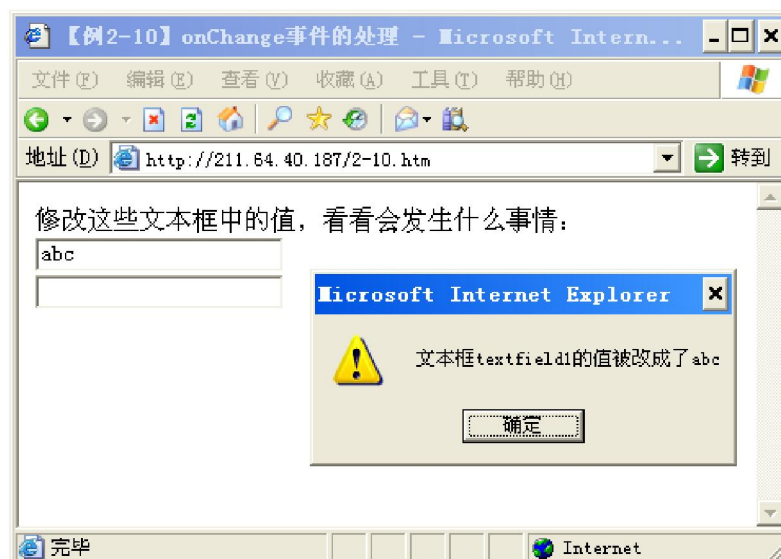 【例2-10】onChange事件的处理 - Microsoft Intern...
文件(F) 编辑(E) 查看(V) 收藏(A) 工具(T) 帮助(H)
地址(D) http://211.64.40.187/2-10.htm 转到
修改这些文本框中的值，看看会发生什么事情：
abc
Microsoft Internet Explorer
文本框textfield1的值被改成了abc
确定
完毕 Internet